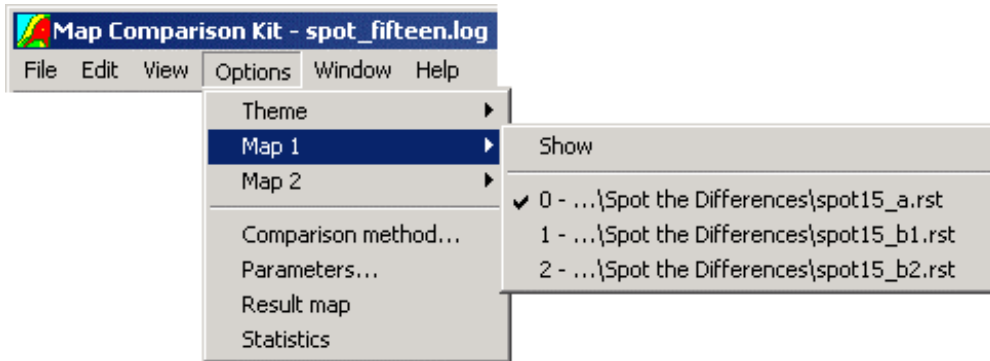 Map Comparison Kit - spot_fifteen.log
File Edit View Options Window Help
Theme
Map 1
Map 2
Comparison method...
Parameters...
Result map
Statistics
Show
0 - ...\Spot the Differences\spot15_a.rst
1 - ...\Spot the Differences\spot15_b1.rst
2 - ...\Spot the Differences\spot15_b2.rst